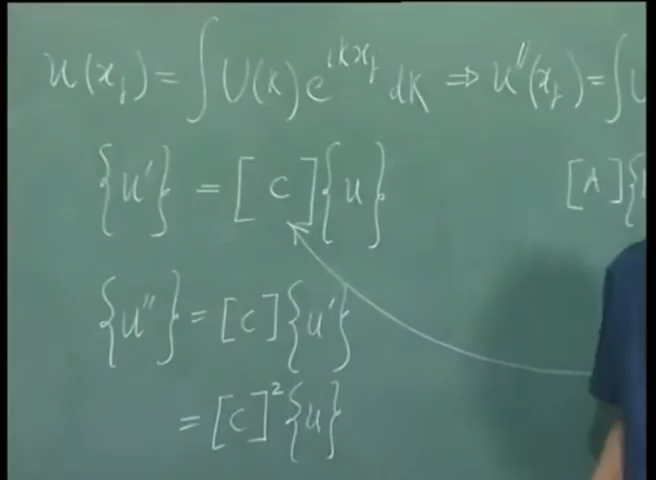 u(x_j) = ∫ U(k) e^{ikx_j} dk ⇒ u''(x_j) = ∫ U
{u'} = [C]{u} [A]{
{u''} = [C]{u'}
= [C]²{u}